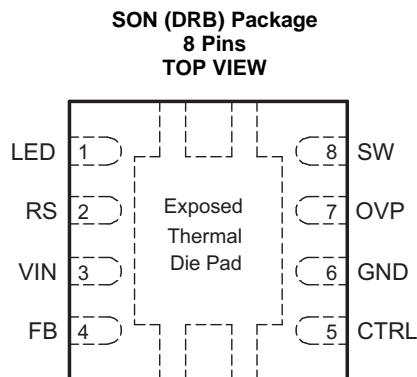 SON (DRB) Package
8 Pins
TOP VIEW
LED 1 8 SW
RS 2 Exposed 7 OVP
Thermal
VIN 3 Die Pad 6 GND
FB 4 5 CTRL